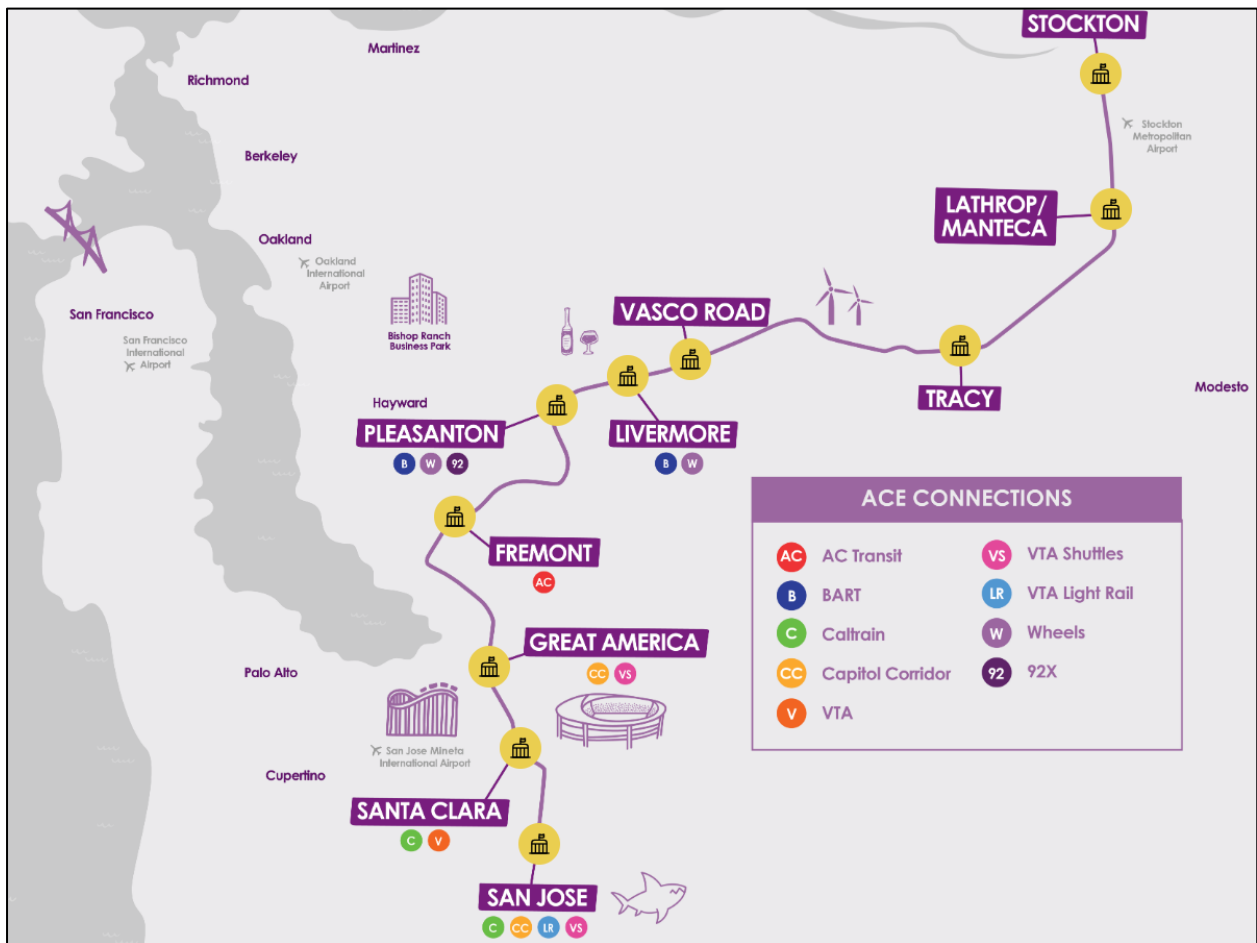 STOCKTON
Martinez
Richmond
Stockton
Metropolitan
Airport
Berkeley
LATHROP/
MANTECA
Oakland
Oakland
International
Airport
San Francisco
San Francisco
International
Airport
Bishop Ranch
Business Park
VASCO ROAD
TRACY
Modesto
Hayward
PLEASANTON
B W 92
LIVERMORE
B W
FREMONT
AC
GREAT AMERICA
CC VS
Palo Alto
San Jose Mineta
International Airport
Cupertino
SANTA CLARA
C V
SAN JOSE
C CC LR VS
ACE CONNECTIONS
AC AC Transit
B BART
C Caltrain
CC Capitol Corridor
V VTA
VS VTA Shuttles
LR VTA Light Rail
W Wheels
92 92X